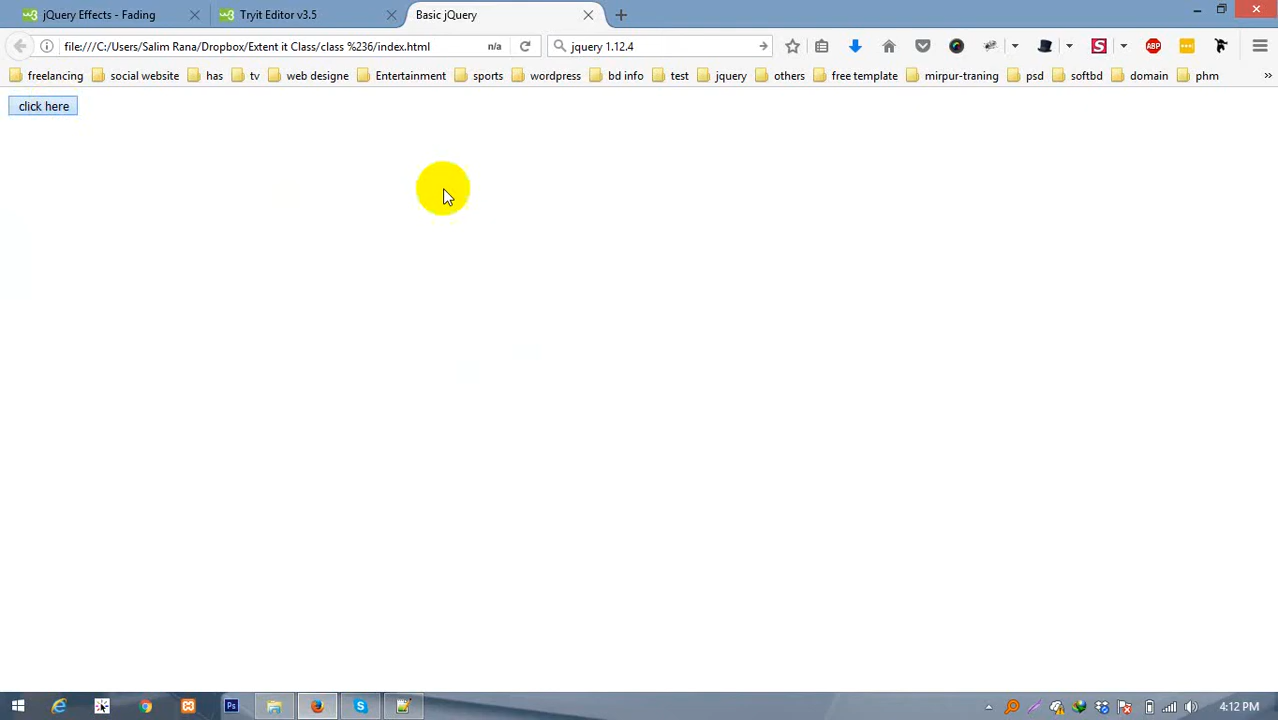 jQuery Effects - Fading
Tryit Editor v3.5
Basic jQuery
file:///C:/Users/Salim Rana/Dropbox/Extent it Class/class %236/index.html
n/a
jquery 1.12.4
ABP
freelancing
social website
has
tv
web designe
Entertainment
sports
wordpress
bd info
test
jquery
others
free template
mirpur-traning
psd
softbd
domain
phm
click here
4:12 PM